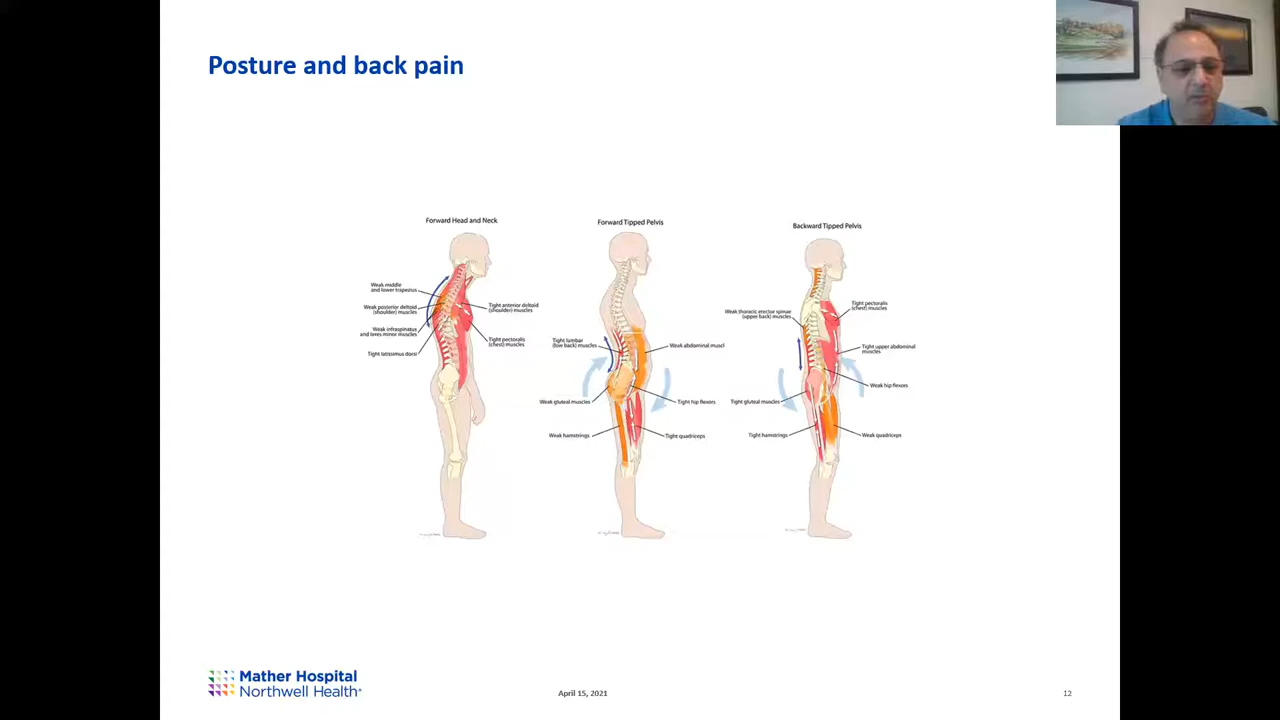 Posture and back pain
Forward Head and Neck
Weak middle
and lower trapezius
Weak posterior deltoid
(shoulder) muscles
Weak infraspinatus
and teres minor muscles
Tight latissimus dorsi
Tight anterior deltoid
(shoulder) muscles
Tight pectoralis
(chest) muscles
Forward Tipped Pelvis
Tight lumbar
(low back) muscles
Weak gluteal muscles
Weak hamstrings
Weak abdominal muscl
Tight hip flexors
Tight quadriceps
Backward Tipped Pelvis
Weak thoracic erector spinae
(upper back) muscles
Tight gluteal muscles
Tight hamstrings
Tight pectoralis
(chest) muscles
Tight upper abdominal
muscles
Weak hip flexors
Weak quadriceps
Mather Hospital
Northwell Health®
April 15, 2021
12